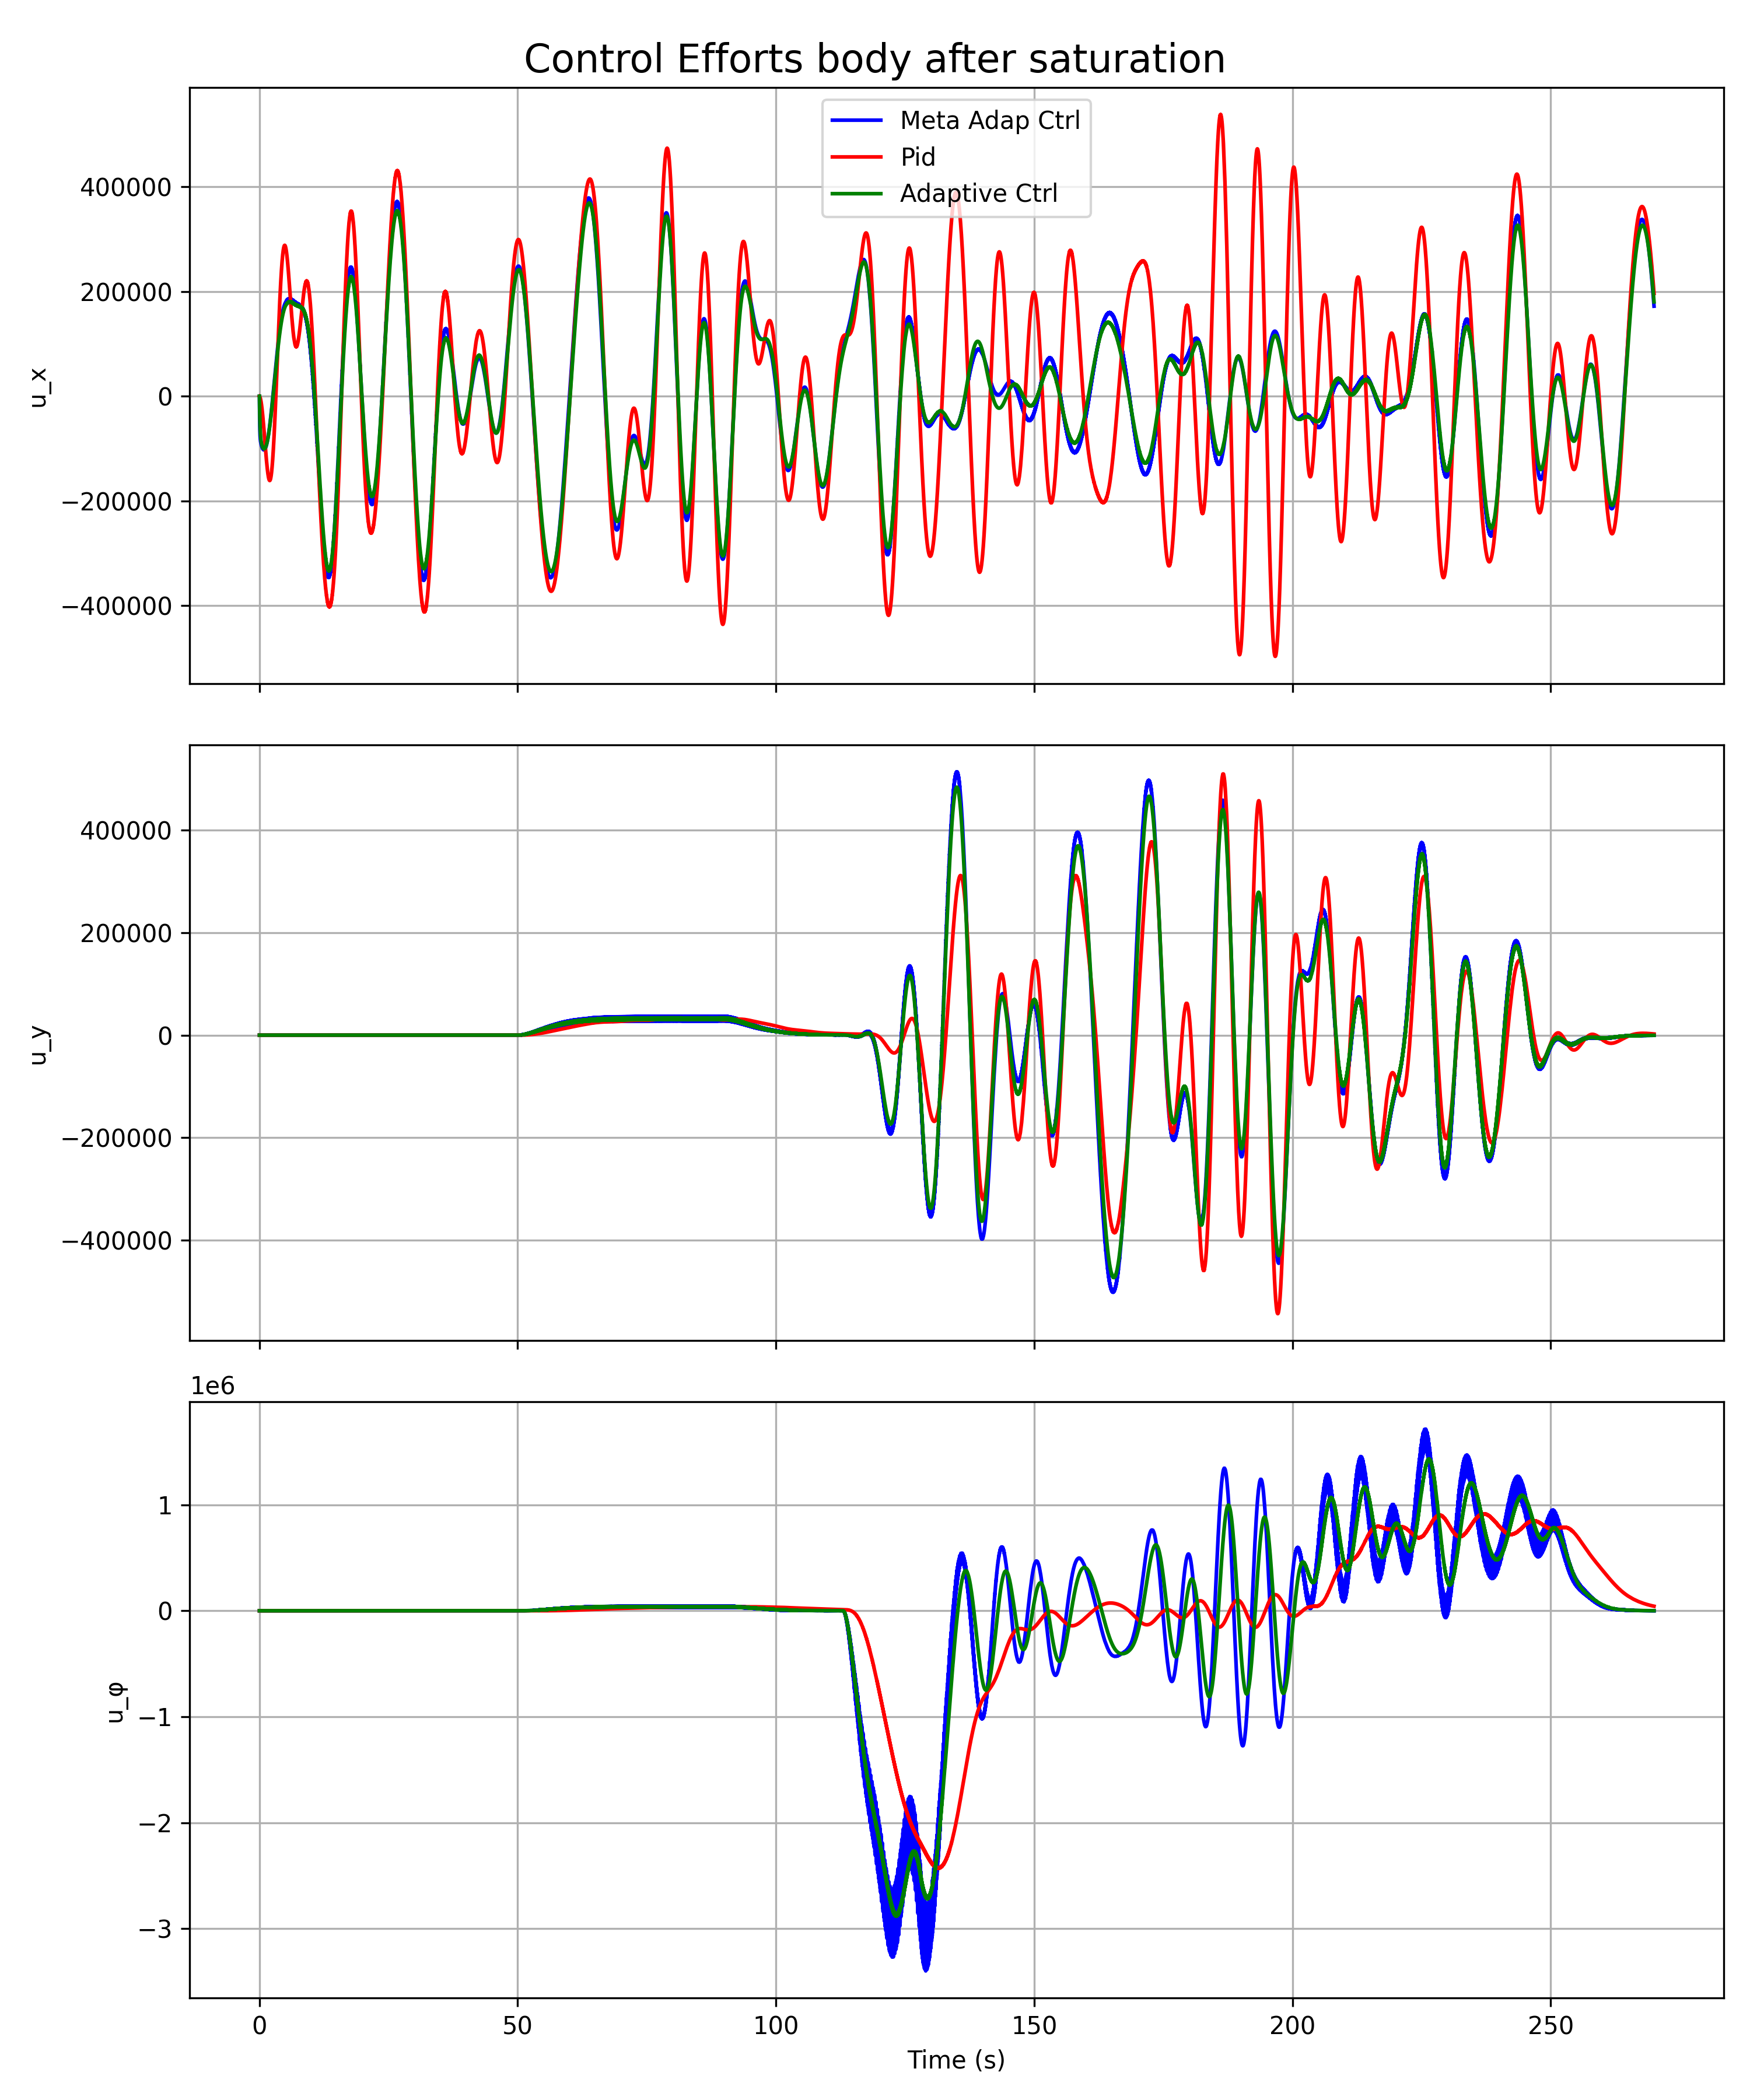 Control Efforts body after saturation
Meta Adap Ctrl
Pid
Adaptive Ctrl
400000
200000
0
−200000
−400000
u_x
400000
200000
0
−200000
−400000
u_y
1e6
1
0
−1
−2
−3
u_φ
0 50 100 150 200 250
Time (s)